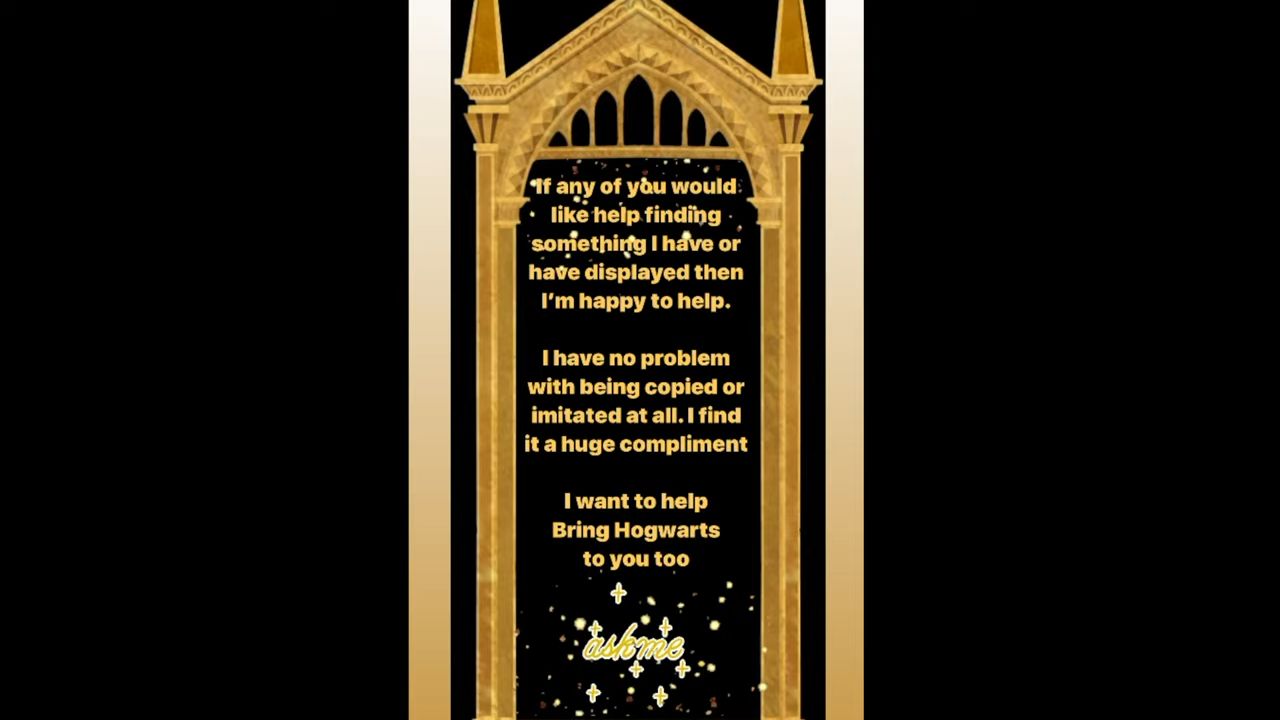 If any of you would
like help finding
something I have or
have displayed then
I’m happy to help.
I have no problem
with being copied or
imitated at all. I find
it a huge compliment
I want to help
Bring Hogwarts
to you too
askme